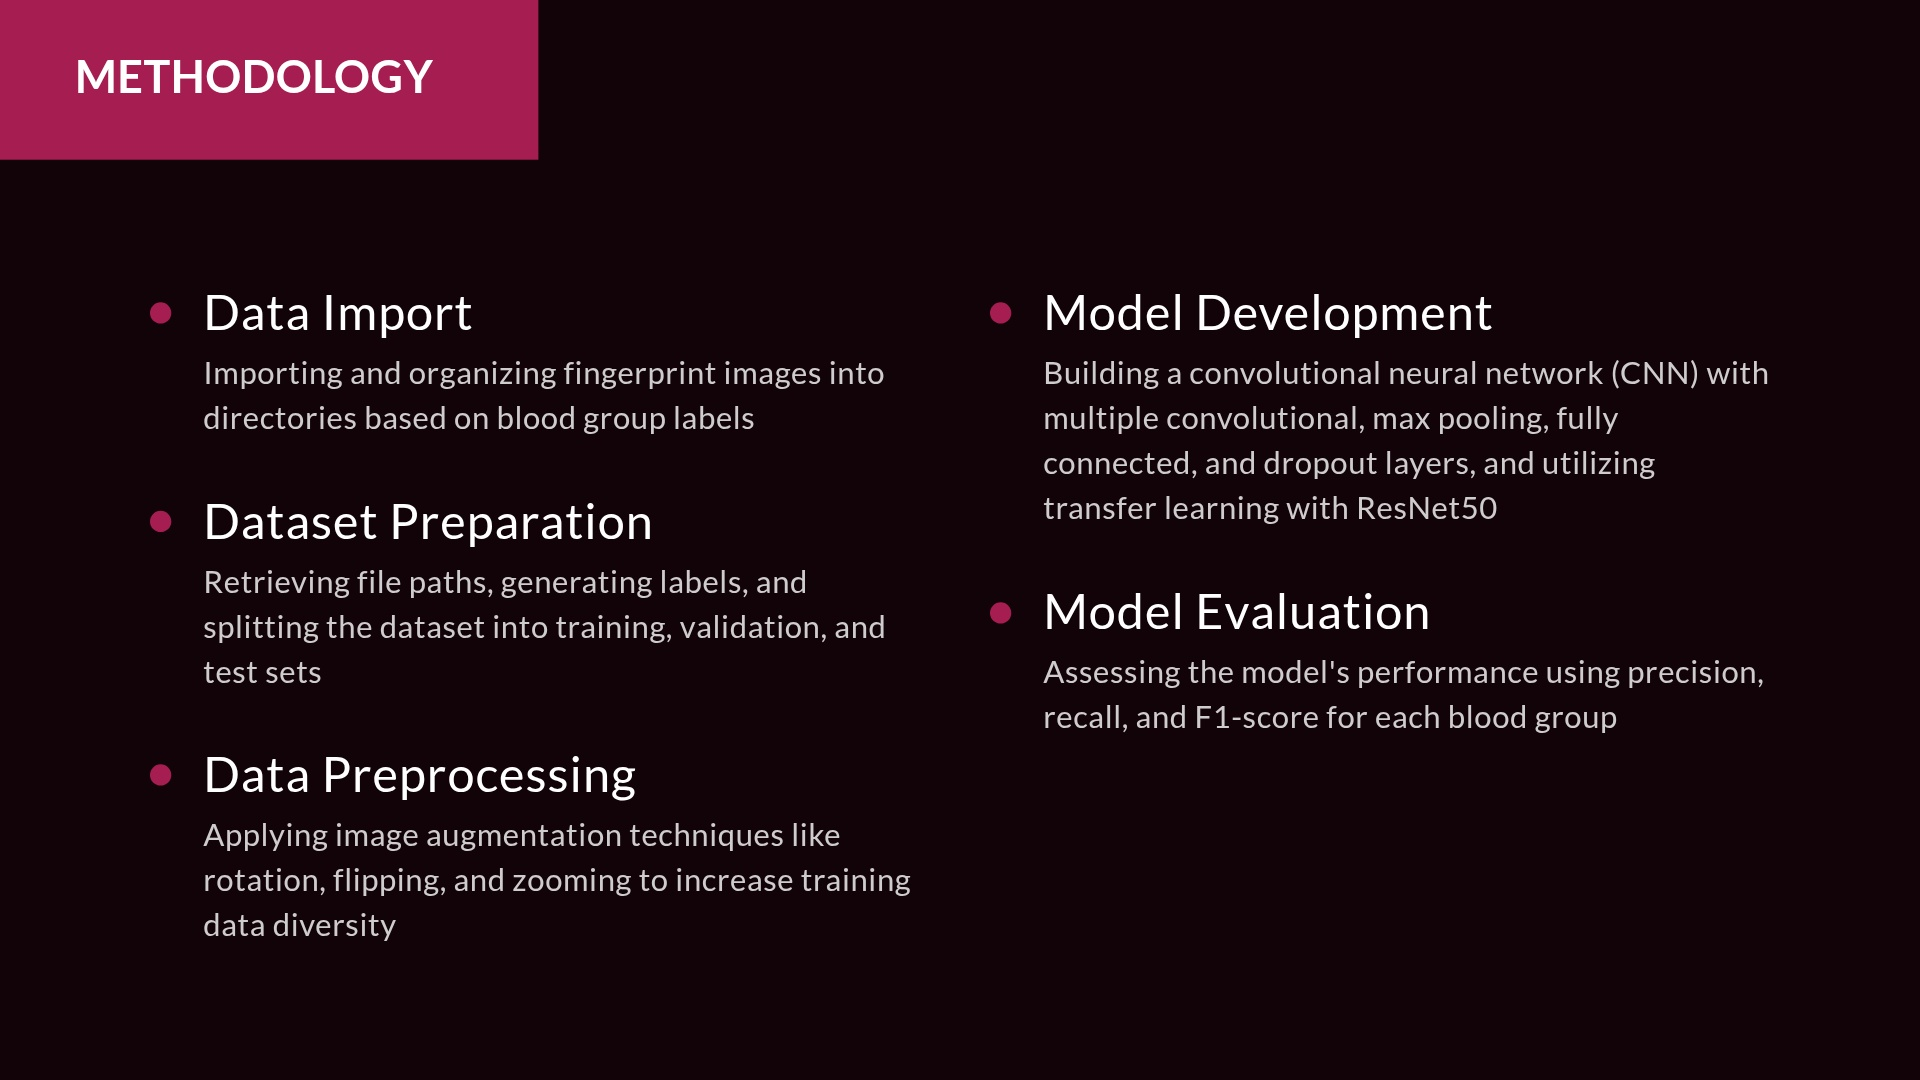 METHODOLOGY
Data Import
Importing and organizing fingerprint images into
directories based on blood group labels
Dataset Preparation
Retrieving file paths, generating labels, and
splitting the dataset into training, validation, and
test sets
Data Preprocessing
Applying image augmentation techniques like
rotation, flipping, and zooming to increase training
data diversity
Model Development
Building a convolutional neural network (CNN) with
multiple convolutional, max pooling, fully
connected, and dropout layers, and utilizing
transfer learning with ResNet50
Model Evaluation
Assessing the model's performance using precision,
recall, and F1-score for each blood group